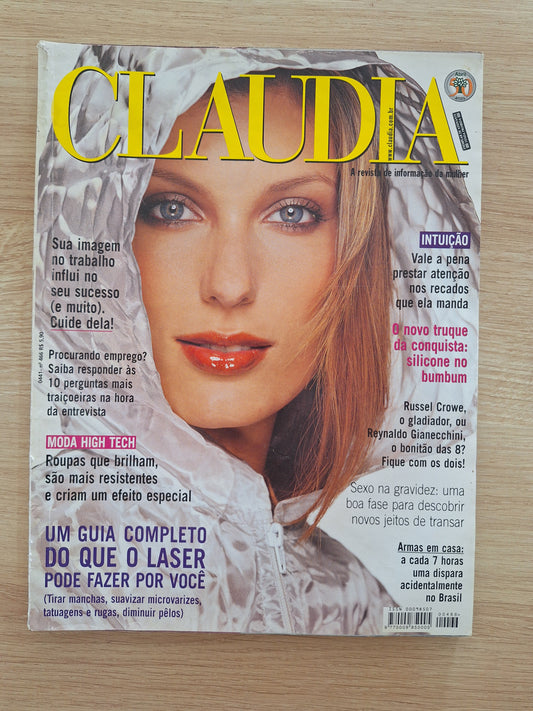 CLAUDIA
Abril
www.claudia.com.br
A revista de informação da mulher
Sua imagem
no trabalho
influi no
seu sucesso
(e muito).
Cuide dela!
0441- nº 466 R$ 5,90
Procurando emprego?
Saiba responder às
10 perguntas mais
traiçoeiras na hora
da entrevista
MODA HIGH TECH
Roupas que brilham,
são mais resistentes
e criam um efeito especial
UM GUIA COMPLETO
DO QUE O LASER
PODE FAZER POR VOCÊ
(Tirar manchas, suavizar microvarizes,
tatuagens e rugas, diminuir pêlos)
INTUIÇÃO
Vale a pena
prestar atenção
nos recados
que ela manda
O novo truque
da conquista:
silicone no
bumbum
Russel Crowe,
o gladiador, ou
Reynaldo Gianecchini,
o bonitão das 8?
Fique com os dois!
Sexo na gravidez: uma
boa fase para descobrir
novos jeitos de transar
Armas em casa:
a cada 7 horas
uma dispara
acidentalmente
no Brasil